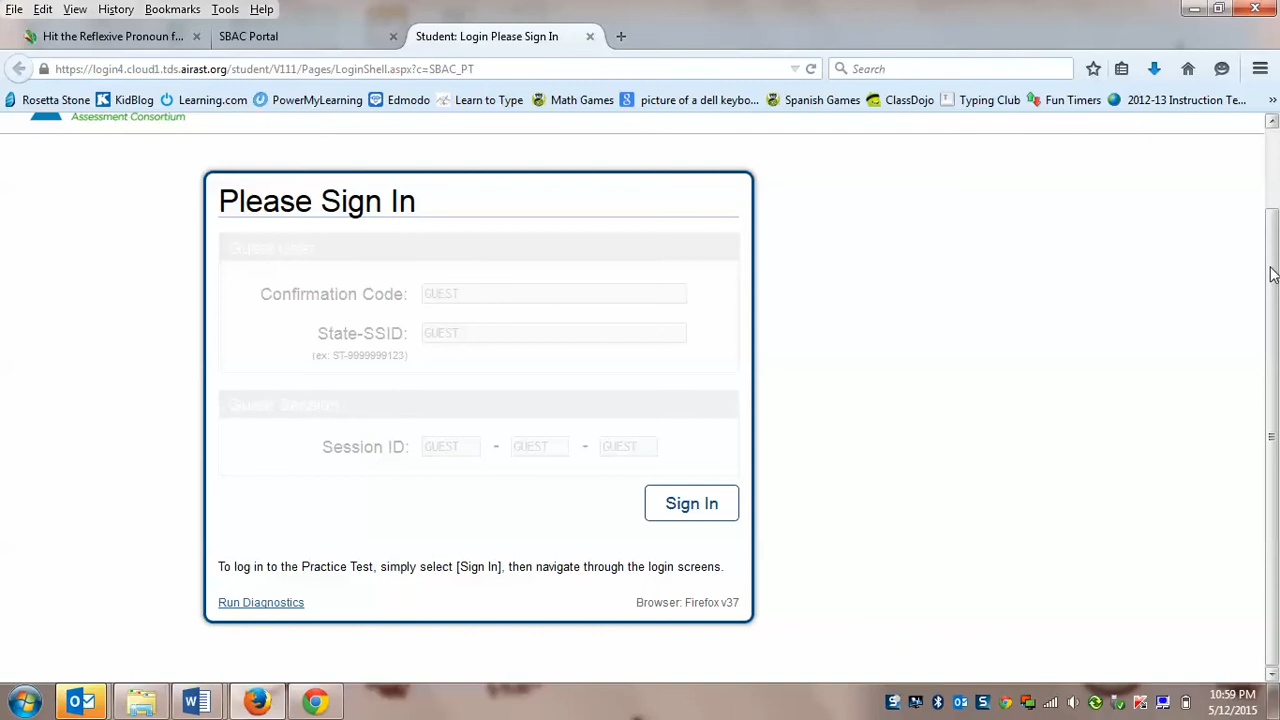 File Edit View History Bookmarks Tools Help
Hit the Reflexive Pronoun f... × SBAC Portal × Student: Login Please Sign In × +
https://login4.cloud1.tds.airast.org/student/V111/Pages/LoginShell.aspx?c=SBAC_PT Search
Rosetta Stone KidBlog Learning.com PowerMyLearning Edmodo Learn to Type Math Games picture of a dell keybo... Spanish Games ClassDojo Typing Club Fun Timers 2012-13 Instruction Te... »
Assessment Consortium
Please Sign In
Guest User
Confirmation Code: GUEST
State-SSID: GUEST
(ex: ST-9999999123)
Guest Session
Session ID: GUEST - GUEST - GUEST
Sign In
To log in to the Practice Test, simply select [Sign In], then navigate through the login screens.
Run Diagnostics Browser: Firefox v37
10:59 PM
5/12/2015